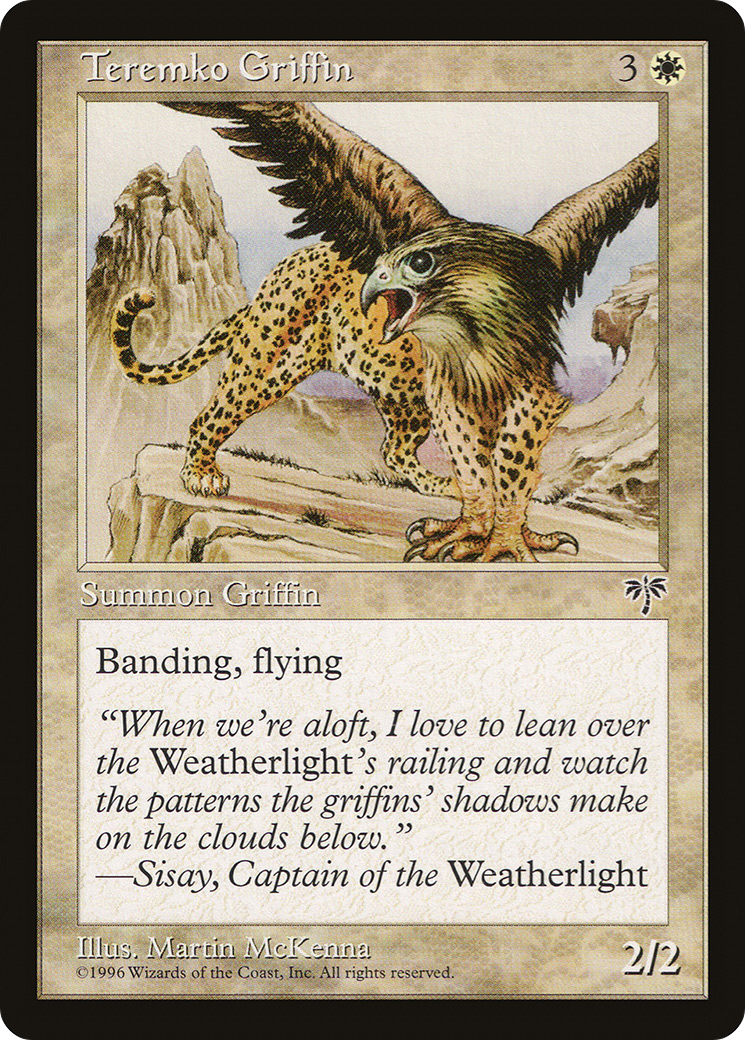 Teremko Griffin 3
Summon Griffin
Banding, flying
“When we’re aloft, I love to lean over
the Weatherlight’s railing and watch
the patterns the griffins’ shadows make
on the clouds below.”
—Sisay, Captain of the Weatherlight
Illus. Martin McKenna
©1996 Wizards of the Coast, Inc. All rights reserved.
2/2